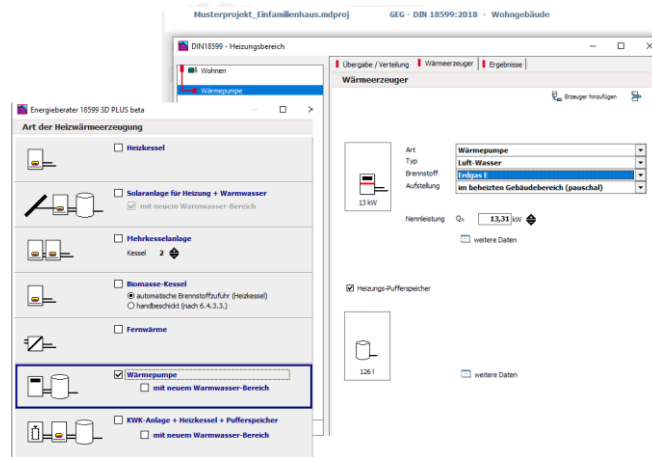 Musterprojekt_Einfamilienhaus.mdproj GEG - DIN 18599:2018 - Wohngebäude
DIN18599 - Heizungsbereich
Wohnen
Wärmepumpe
Übergabe / Verteilung Wärmeerzeuger Ergebnisse
Wärmeerzeuger
Erzeuger hinzufügen
Art Wärmepumpe
Typ Luft-Wasser
Brennstoff Erdgas E
Aufstellung im beheizten Gebäudebereich (pauschal)
13 kW
Nennleistung 13,31 kW
weitere Daten
Heizungs-Pufferspeicher
126 l
weitere Daten
Energieberater 18599 3D PLUS beta
Art der Heizwärmeerzeugung
Heizkessel
Solaranlage für Heizung + Warmwasser
mit neuem Warmwasser-Bereich
Mehrkesselanlage
Kessel 2
Biomasse-Kessel
automatische Brennstoffzufuhr (Heizkessel)
handbeschickt (nach 6.4.3.3.)
Fernwärme
Wärmepumpe
mit neuem Warmwasser-Bereich
KWK-Anlage + Heizkessel + Pufferspeicher
mit neuem Warmwasser-Bereich